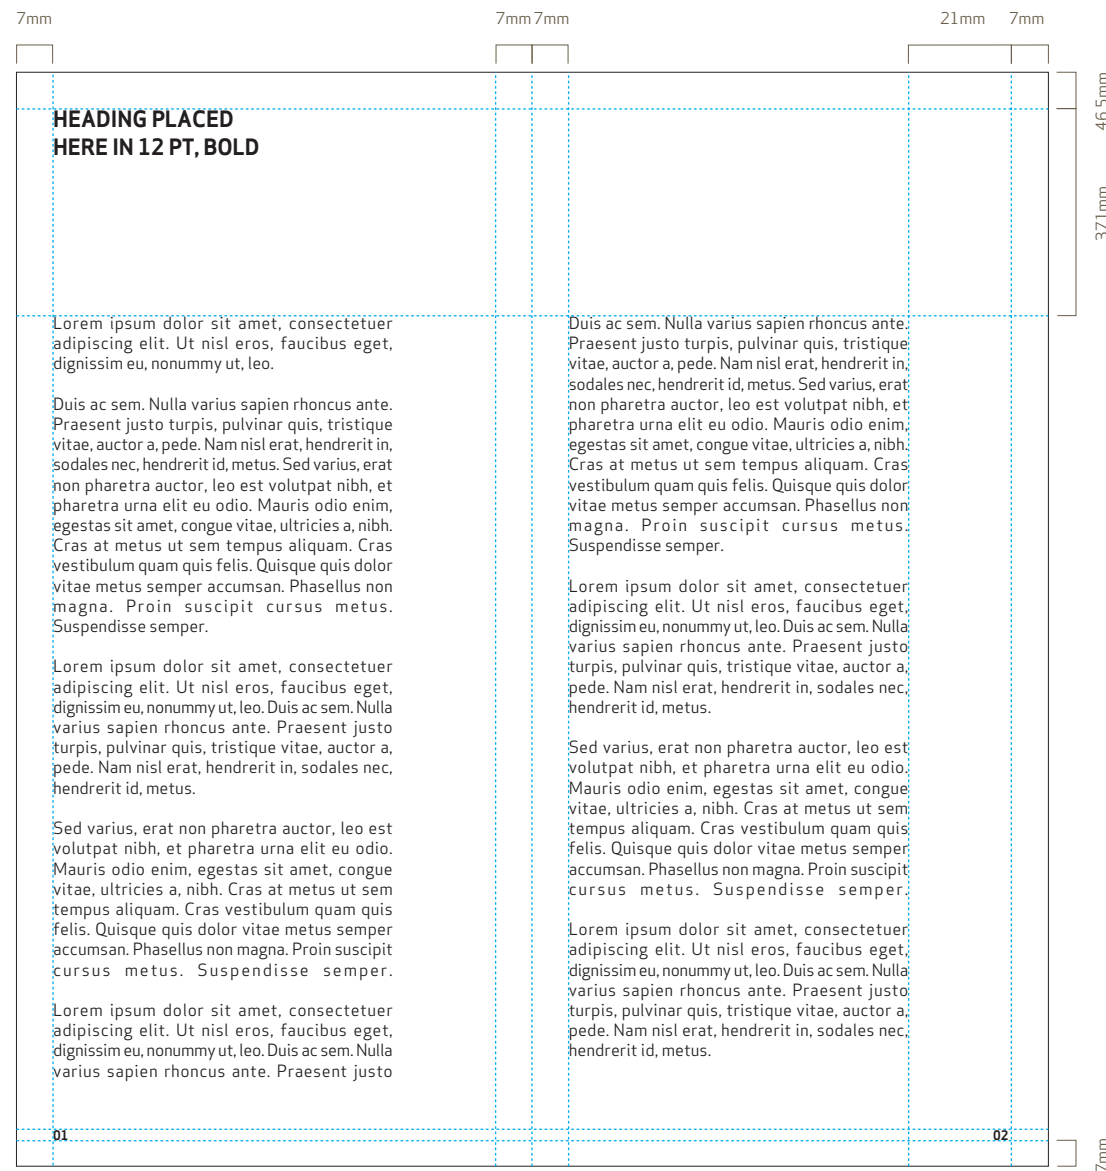 7mm
7mm 7mm
21mm
7mm
46.5mm
HEADING PLACED
HERE IN 12 PT, BOLD
371mm
Lorem ipsum dolor sit amet, consectetuer
adipiscing elit. Ut nisl eros, faucibus eget,
dignissim eu, nonummy ut, leo.
Duis ac sem. Nulla varius sapien rhoncus ante.
Praesent justo turpis, pulvinar quis, tristique
vitae, auctor a, pede. Nam nisl erat, hendrerit in,
sodales nec, hendrerit id, metus. Sed varius, erat
non pharetra auctor, leo est volutpat nibh, et
pharetra urna elit eu odio. Mauris odio enim,
egestas sit amet, congue vitae, ultricies a, nibh.
Cras at metus ut sem tempus aliquam. Cras
vestibulum quam quis felis. Quisque quis dolor
vitae metus semper accumsan. Phasellus non
magna. Proin suscipit cursus metus.
Suspendisse semper.
Lorem ipsum dolor sit amet, consectetuer
adipiscing elit. Ut nisl eros, faucibus eget,
dignissim eu, nonummy ut, leo. Duis ac sem. Nulla
varius sapien rhoncus ante. Praesent justo
turpis, pulvinar quis, tristique vitae, auctor a,
pede. Nam nisl erat, hendrerit in, sodales nec,
hendrerit id, metus.
Sed varius, erat non pharetra auctor, leo est
volutpat nibh, et pharetra urna elit eu odio.
Mauris odio enim, egestas sit amet, congue
vitae, ultricies a, nibh. Cras at metus ut sem
tempus aliquam. Cras vestibulum quam quis
felis. Quisque quis dolor vitae metus semper
accumsan. Phasellus non magna. Proin suscipit
cursus metus. Suspendisse semper.
Lorem ipsum dolor sit amet, consectetuer
adipiscing elit. Ut nisl eros, faucibus eget,
dignissim eu, nonummy ut, leo. Duis ac sem. Nulla
varius sapien rhoncus ante. Praesent justo
01
Duis ac sem. Nulla varius sapien rhoncus ante.
Praesent justo turpis, pulvinar quis, tristique
vitae, auctor a, pede. Nam nisl erat, hendrerit in,
sodales nec, hendrerit id, metus. Sed varius, erat
non pharetra auctor, leo est volutpat nibh, et
pharetra urna elit eu odio. Mauris odio enim,
egestas sit amet, congue vitae, ultricies a, nibh.
Cras at metus ut sem tempus aliquam. Cras
vestibulum quam quis felis. Quisque quis dolor
vitae metus semper accumsan. Phasellus non
magna. Proin suscipit cursus metus.
Suspendisse semper.
Lorem ipsum dolor sit amet, consectetuer
adipiscing elit. Ut nisl eros, faucibus eget,
dignissim eu, nonummy ut, leo. Duis ac sem. Nulla
varius sapien rhoncus ante. Praesent justo
turpis, pulvinar quis, tristique vitae, auctor a,
pede. Nam nisl erat, hendrerit in, sodales nec,
hendrerit id, metus.
Sed varius, erat non pharetra auctor, leo est
volutpat nibh, et pharetra urna elit eu odio.
Mauris odio enim, egestas sit amet, congue
vitae, ultricies a, nibh. Cras at metus ut sem
tempus aliquam. Cras vestibulum quam quis
felis. Quisque quis dolor vitae metus semper
accumsan. Phasellus non magna. Proin suscipit
cursus metus. Suspendisse semper.
Lorem ipsum dolor sit amet, consectetuer
adipiscing elit. Ut nisl eros, faucibus eget,
dignissim eu, nonummy ut, leo. Duis ac sem. Nulla
varius sapien rhoncus ante. Praesent justo
turpis, pulvinar quis, tristique vitae, auctor a,
pede. Nam nisl erat, hendrerit in, sodales nec,
hendrerit id, metus.
02
7mm